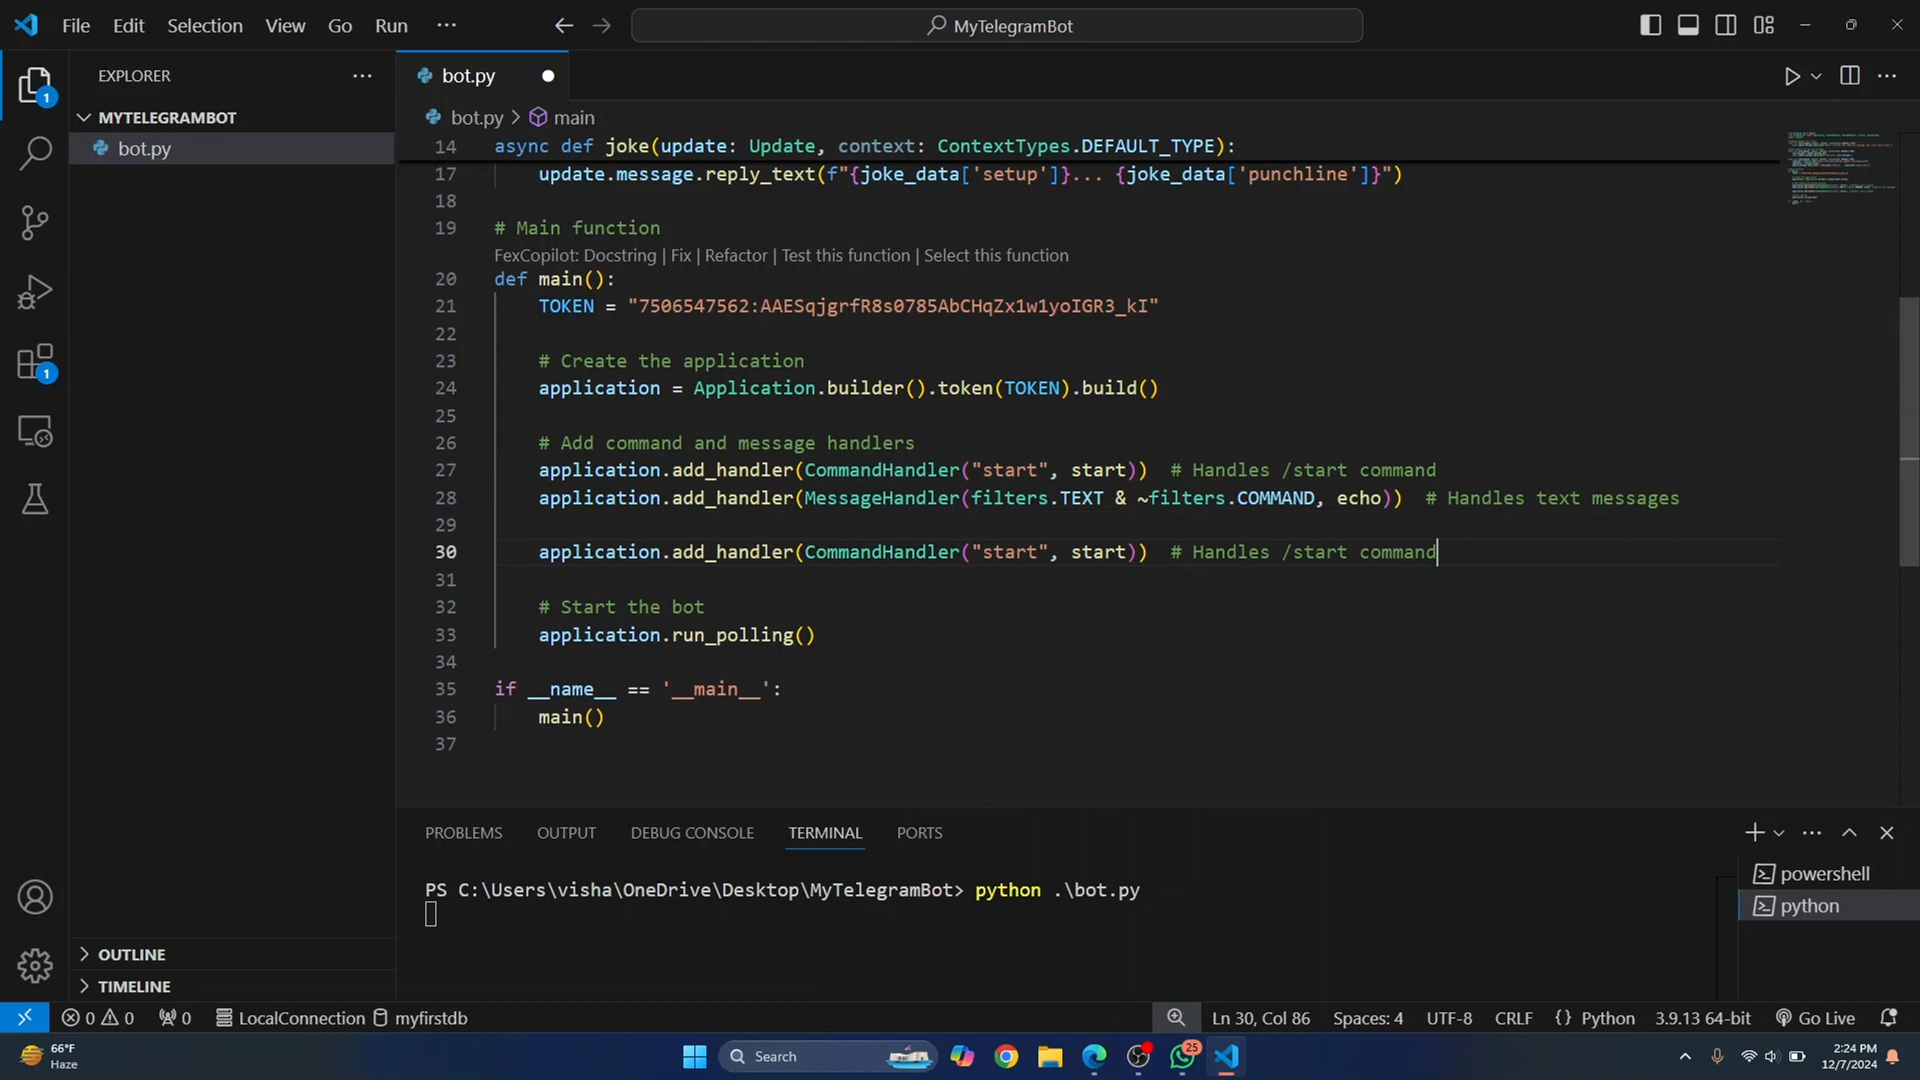 File Edit Selection View Go Run ···
MyTelegramBot
EXPLORER ···
MYTELEGRAMBOT
bot.py
1
1
bot.py
bot.py > main
14 async def joke(update: Update, context: ContextTypes.DEFAULT_TYPE):
17 update.message.reply_text(f"{joke_data['setup']}... {joke_data['punchline']}")
18
19 # Main function
FexCopilot: Docstring | Fix | Refactor | Test this function | Select this function
20 def main():
21 TOKEN = "7506547562:AAESqjgrfR8s0785AbCHqZx1w1yoIGR3_kI"
22
23 # Create the application
24 application = Application.builder().token(TOKEN).build()
25
26 # Add command and message handlers
27 application.add_handler(CommandHandler("start", start))  # Handles /start command
28 application.add_handler(MessageHandler(filters.TEXT & ~filters.COMMAND, echo))  # Handles text messages
29
30 application.add_handler(CommandHandler("start", start))  # Handles /start command
31
32 # Start the bot
33 application.run_polling()
34
35 if __name__ == '__main__':
36 main()
37
PROBLEMS OUTPUT DEBUG CONSOLE TERMINAL PORTS
PS C:\Users\visha\OneDrive\Desktop\MyTelegramBot> python .\bot.py
powershell
python
OUTLINE
TIMELINE
0 0 0 LocalConnection myfirstdb Ln 30, Col 86 Spaces: 4 UTF-8 CRLF {} Python 3.9.13 64-bit Go Live
66°F
Haze
Search
25
2:24 PM
12/7/2024